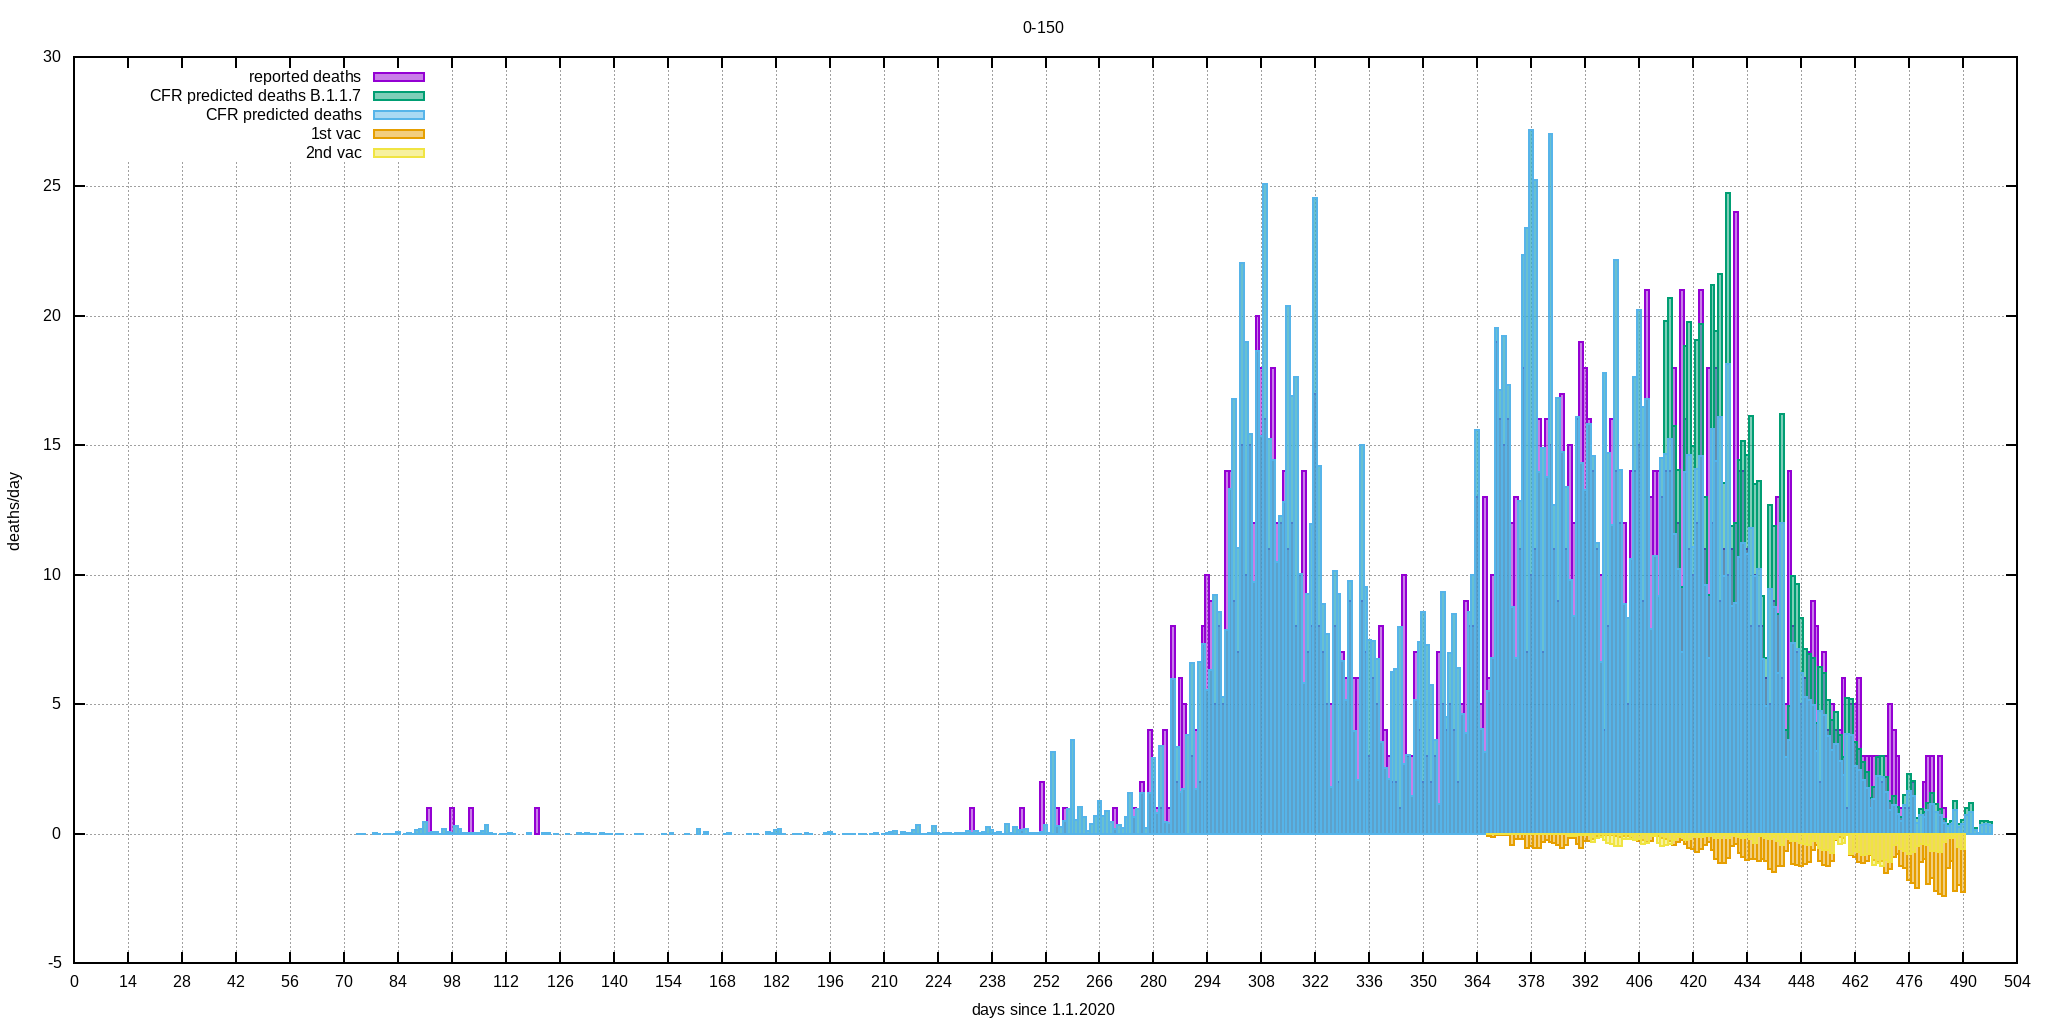 0-150
30
reported deaths
CFR predicted deaths B.1.1.7
CFR predicted deaths
1st vac
2nd vac
25
20
15
10
5
0
-5
deaths/day
0 14 28 42 56 70 84 98 112 126 140 154 168 182 196 210 224 238 252 266 280 294 308 322 336 350 364 378 392 406 420 434 448 462 476 490 504
days since 1.1.2020